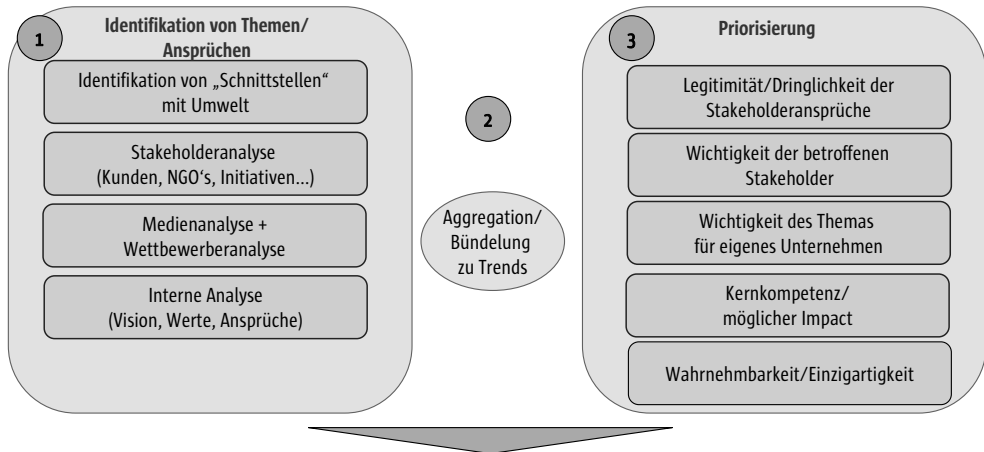 1
Identifikation von Themen/
Ansprüchen
Identifikation von „Schnittstellen“
mit Umwelt
Stakeholderanalyse
(Kunden, NGO‘s, Initiativen...)
Medienanalyse +
Wettbewerberanalyse
Interne Analyse
(Vision, Werte, Ansprüche)
2
Aggregation/
Bündelung
zu Trends
3
Priorisierung
Legitimität/Dringlichkeit der
Stakeholderansprüche
Wichtigkeit der betroffenen
Stakeholder
Wichtigkeit des Themas
für eigenes Unternehmen
Kernkompetenz/
möglicher Impact
Wahrnehmbarkeit/Einzigartigkeit